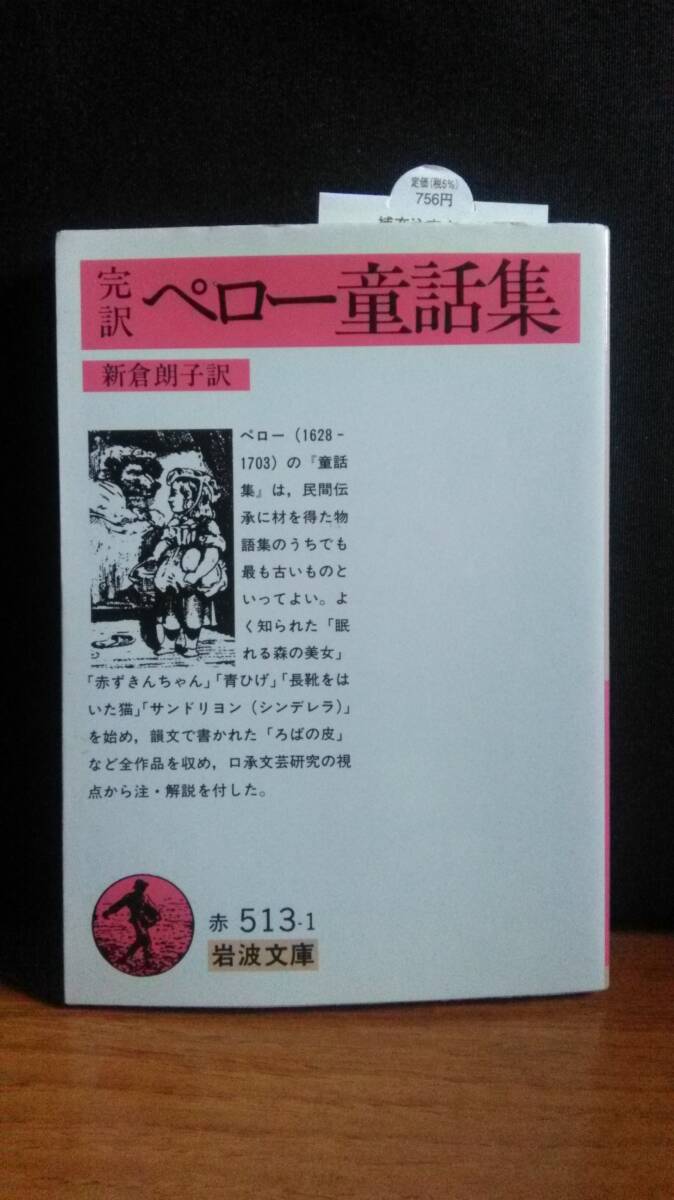 定価(税5%)
756円
完訳
ペロー童話集
新倉朗子訳
ペロー(1628-
1703)の『童話
集』は,民間伝
承に材を得た物
語集のうちでも
最も古いものと
いってよい。よ
く知られた「眠
れる森の美女」
「赤ずきんちゃん」「青ひげ」「長靴をは
いた猫」「サンドリヨン(シンデレラ)」
を始め,韻文で書かれた「ろばの皮」
など全作品を収め,口承文芸研究の視
点から注・解説を付した。
赤 513-1
岩波文庫